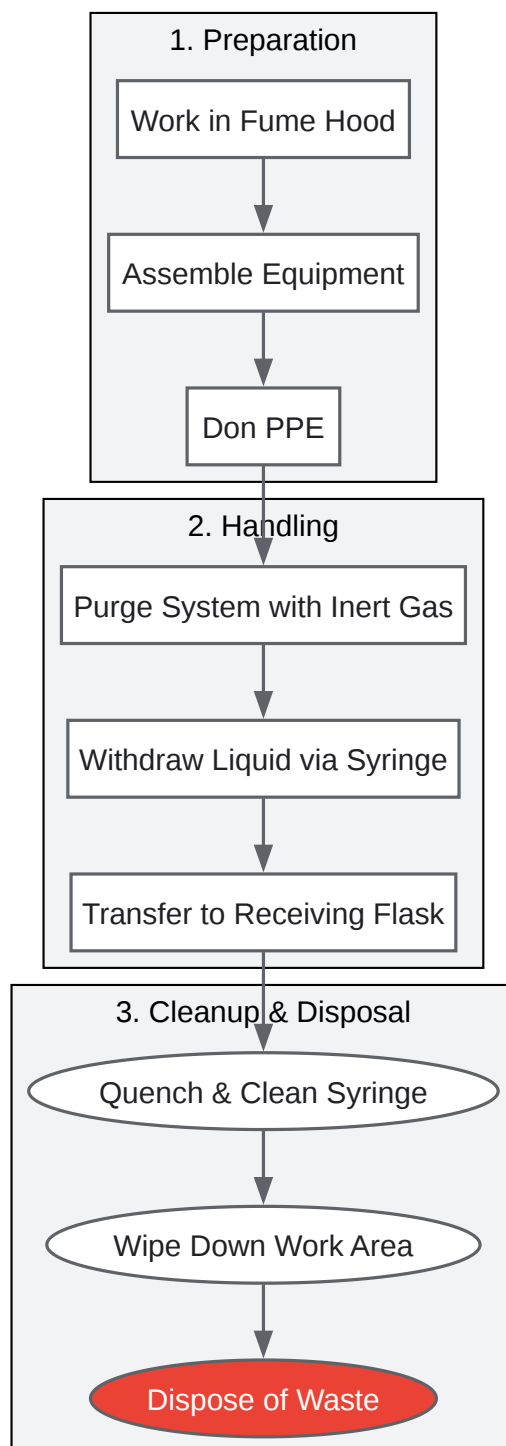 1. Preparation
Work in Fume Hood
Assemble Equipment
Don PPE
2. Handling
Purge System with Inert Gas
Withdraw Liquid via Syringe
Transfer to Receiving Flask
3. Cleanup & Disposal
Quench & Clean Syringe
Wipe Down Work Area
Dispose of Waste